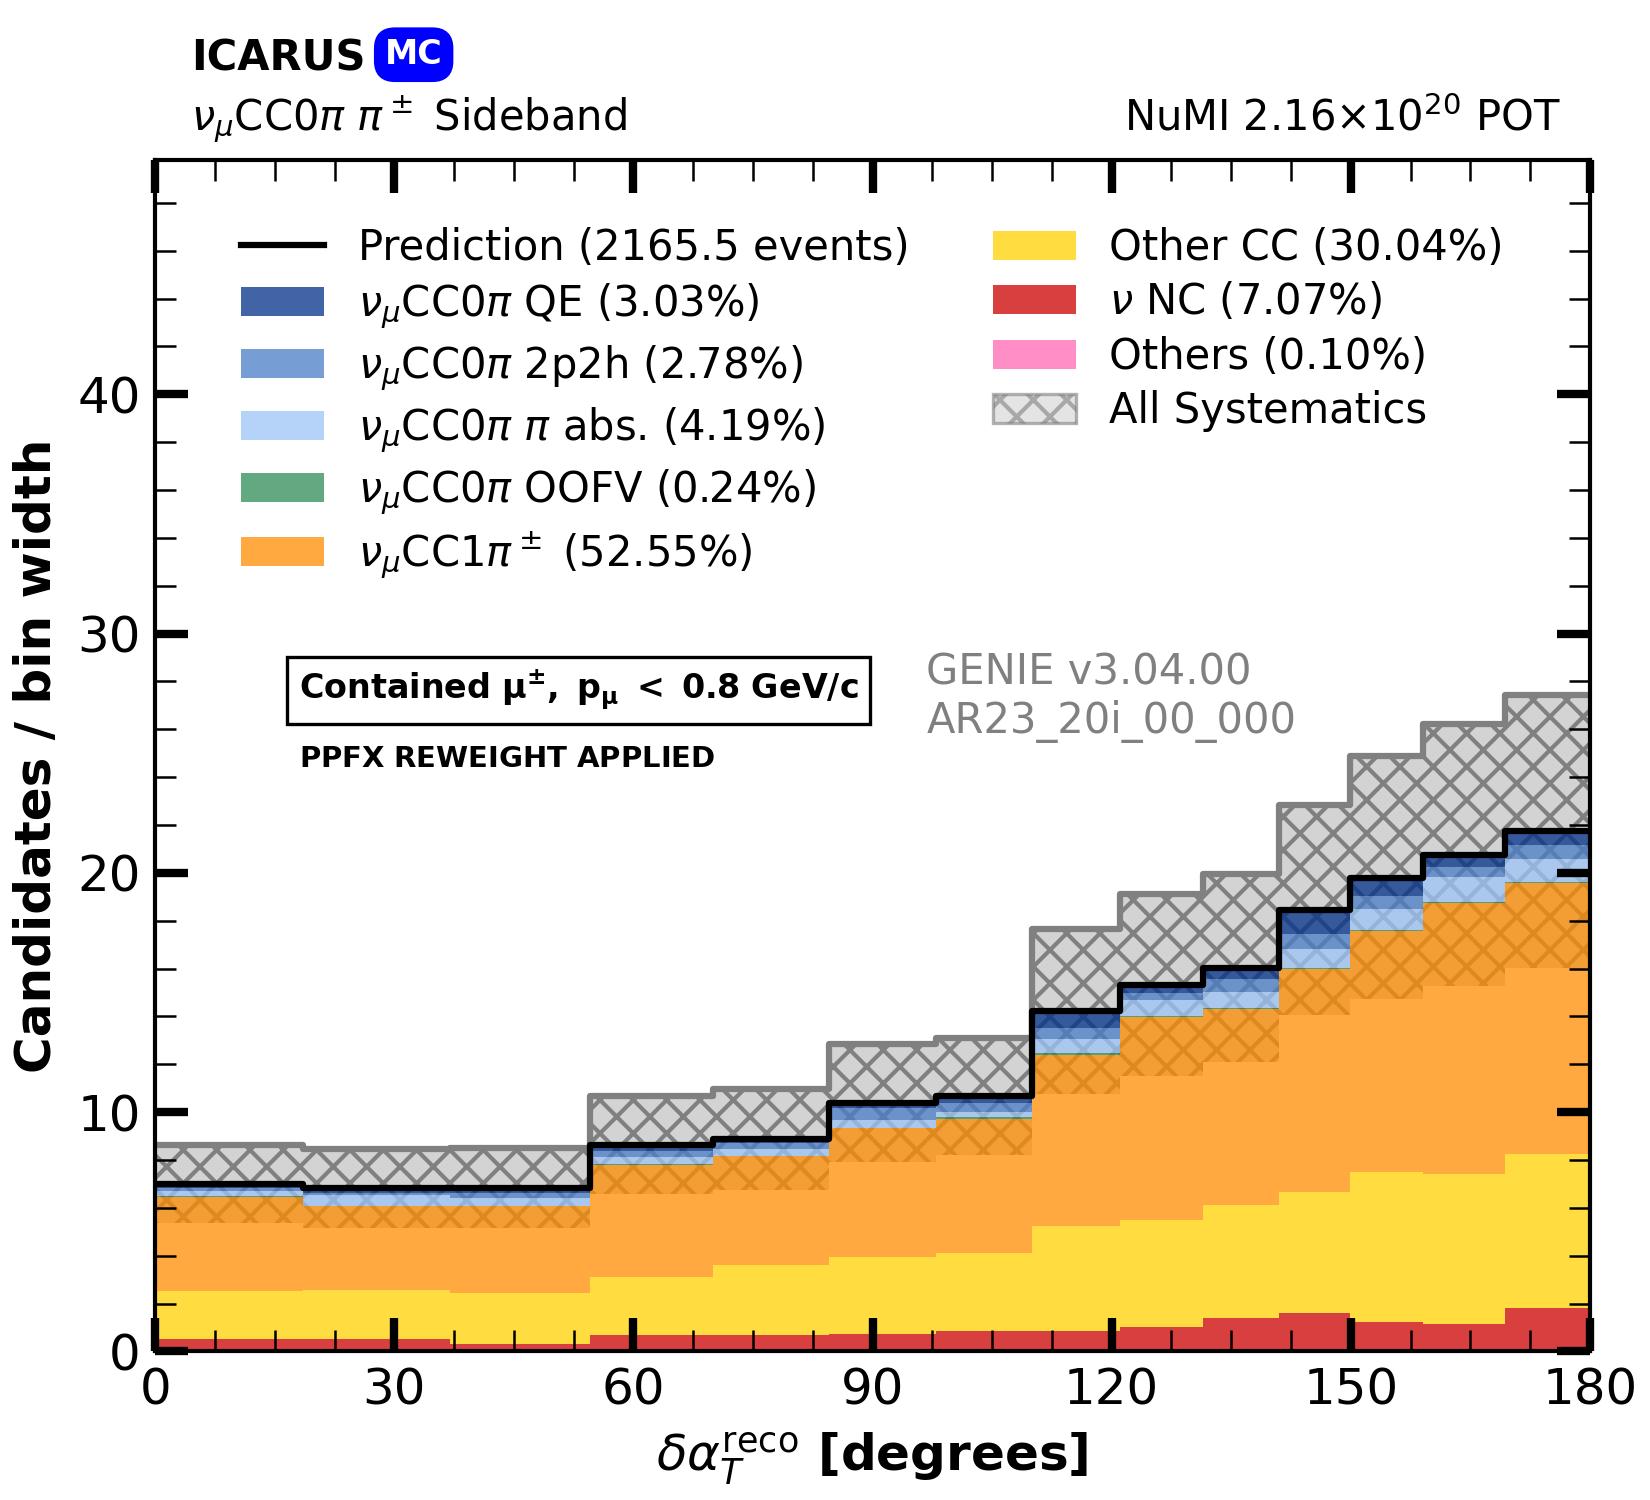 ICARUS MC
νμCC0π π± Sideband
NuMI 2.16×10²⁰ POT
Prediction (2165.5 events)
νμCC0π QE (3.03%)
νμCC0π 2p2h (2.78%)
νμCC0π π abs. (4.19%)
νμCC0π OOFV (0.24%)
νμCC1π± (52.55%)
Other CC (30.04%)
ν NC (7.07%)
Others (0.10%)
All Systematics
Contained μ±, pμ < 0.8 GeV/c
PPFX REWEIGHT APPLIED
GENIE v3.04.00
AR23_20i_00_000
Candidates / bin width
40
30
20
10
0
0 30 60 90 120 150 180
δα_T^reco [degrees]